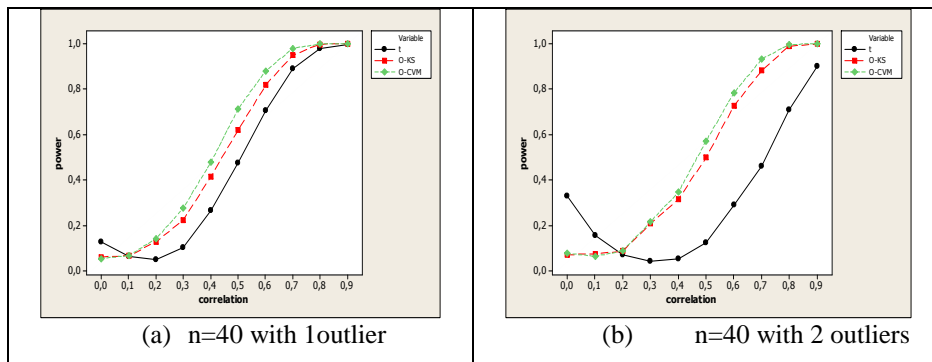 Variable
t
O-KS
O-CVM
1,0
0,8
0,6
0,4
0,2
0,0
power
0,0 0,1 0,2 0,3 0,4 0,5 0,6 0,7 0,8 0,9
correlation
(a) n=40 with 1outlier
Variable
t
O-KS
O-CVM
1,0
0,8
0,6
0,4
0,2
0,0
power
0,0 0,1 0,2 0,3 0,4 0,5 0,6 0,7 0,8 0,9
correlation
(b) n=40 with 2 outliers